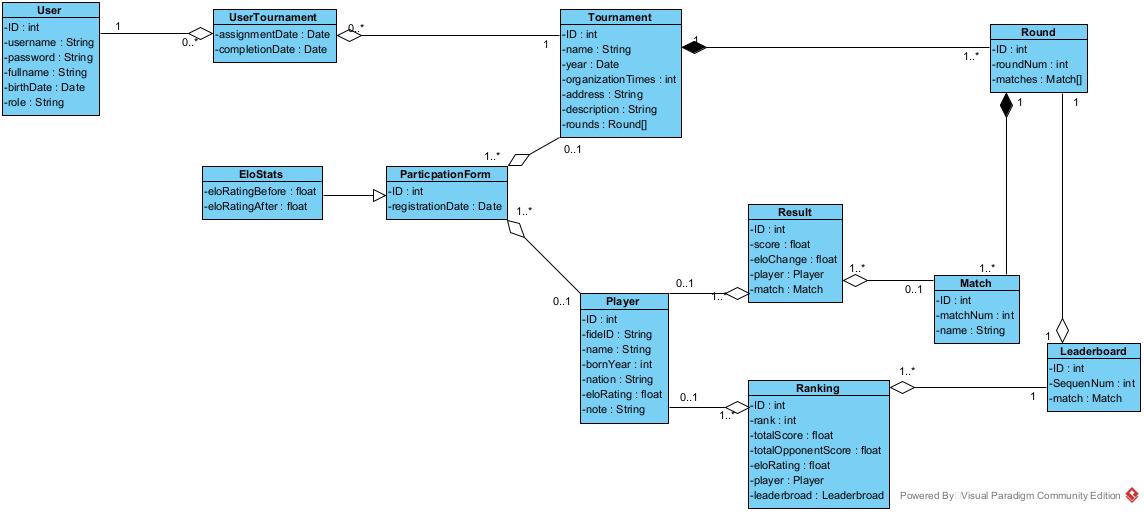 User
-ID : int
-username : String
-password : String
-fullname : String
-birthDate : Date
-role : String
1
0..*
UserTournament
-assignmentDate : Date
-completionDate : Date
0..*
1
Tournament
-ID : int
-name : String
-year : Date
-organizationTimes : int
-address : String
-description : String
-rounds : Round[]
1
1..*
Round
-ID : int
-roundNum : int
-matches : Match[]
1
1
0..1
1..*
EloStats
-eloRatingBefore : float
-eloRatingAfter : float
ParticpationForm
-ID : int
-registrationDate : Date
1..*
0..1
Result
-ID : int
-score : float
-eloChange : float
-player : Player
-match : Match
1..*
0..1
1..*
Match
-ID : int
-matchNum : int
-name : String
0..1
1..*
Player
-ID : int
-fideID : String
-name : String
-bornYear : int
-nation : String
-eloRating : float
-note : String
0..1
1..*
1
Leaderboard
-ID : int
-SequenNum : int
-match : Match
1..*
1
Ranking
-ID : int
-rank : int
-totalScore : float
-totalOpponentScore : float
-eloRating : float
-player : Player
-leaderbroad : Leaderbroad
Powered By Visual Paradigm Community Edition